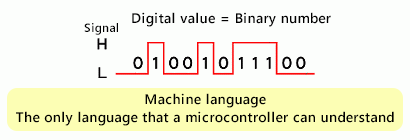 Digital value = Binary number
Signal
H
L
0 1 0 0 1 0 1 1 1 0 0
Machine language
The only language that a microcontroller can understand